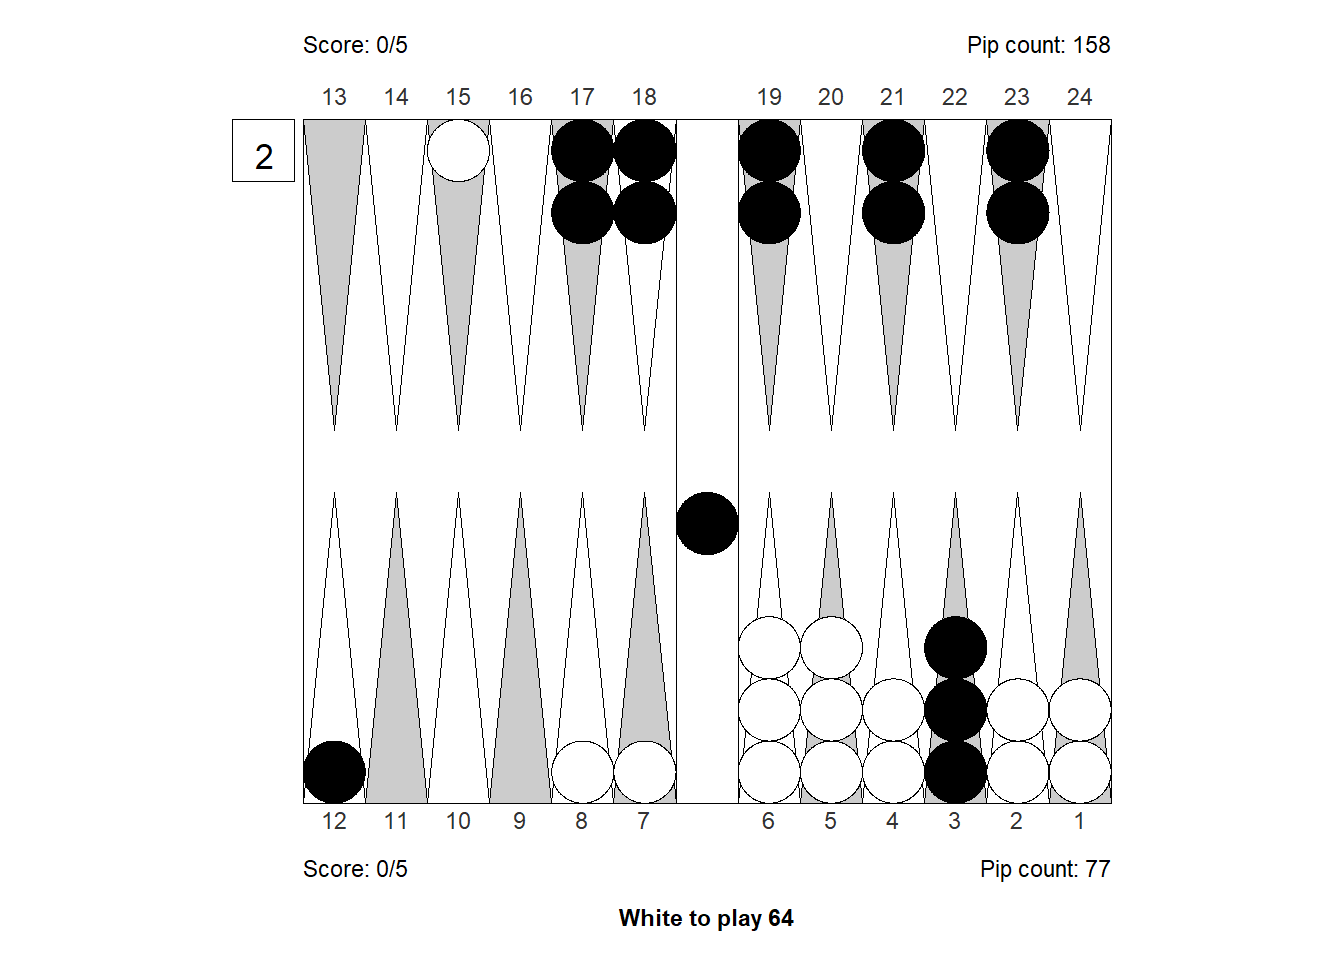 Score: 0/5 Pip count: 158
13 14 15 16 17 18 19 20 21 22 23 24
2
12 11 10 9 8 7 6 5 4 3 2 1
Score: 0/5 Pip count: 77
White to play 64